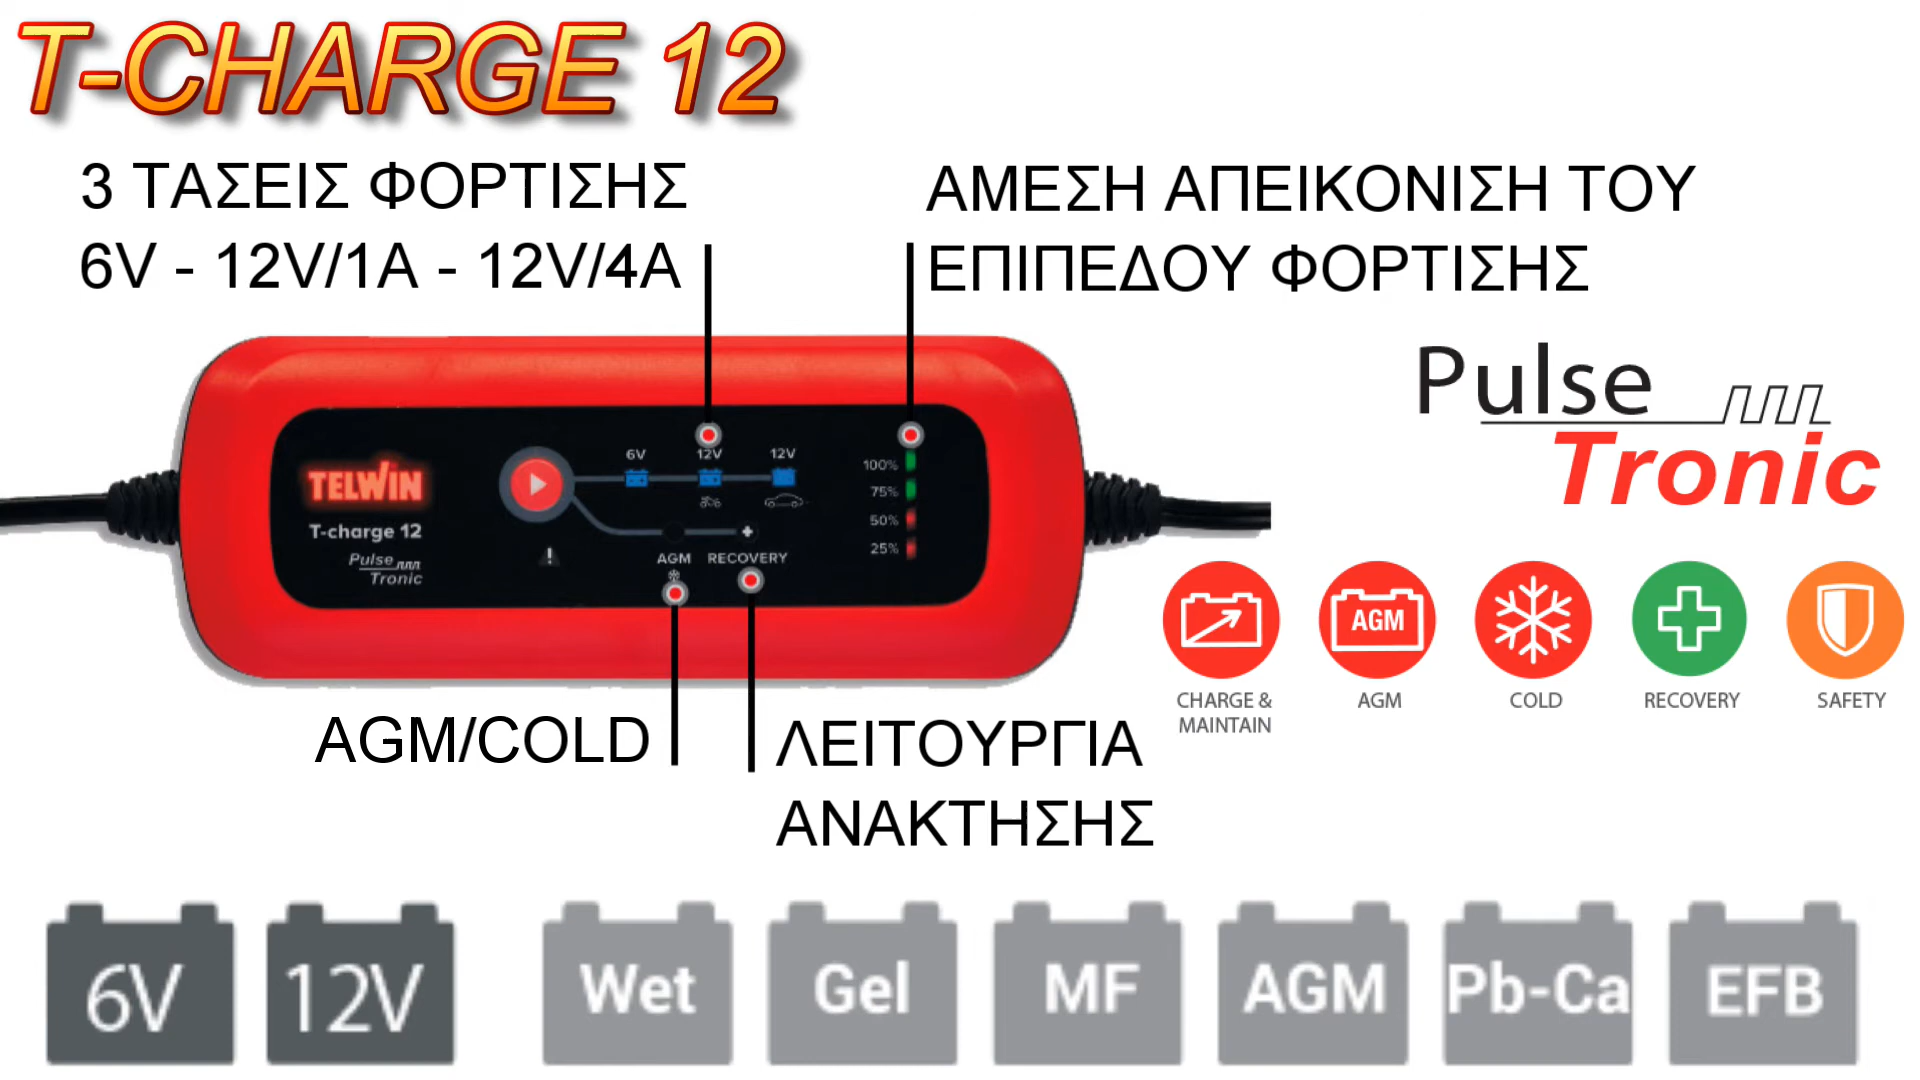 T-CHARGE 12
3 ΤΑΣΕΙΣ ΦΟΡΤΙΣΗΣ
6V - 12V/1A - 12V/4A
ΑΜΕΣΗ ΑΠΕΙΚΟΝΙΣΗ ΤΟΥ
ΕΠΙΠΕΔΟΥ ΦΟΡΤΙΣΗΣ
Pulse
Tronic
TELWIN
T-charge 12
Pulse
Tronic
6V 12V 12V
!
AGM RECOVERY
100%
75%
50%
25%
AGM
CHARGE &
MAINTAIN
AGM
COLD
RECOVERY
SAFETY
AGM/COLD
ΛΕΙΤΟΥΡΓΙΑ
ΑΝΑΚΤΗΣΗΣ
6V 12V Wet Gel MF AGM Pb-Ca EFB